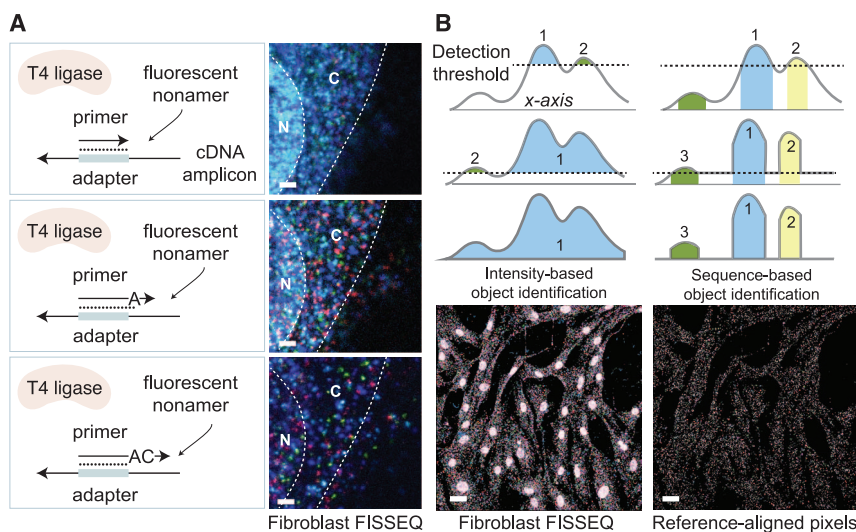 A
T4 ligase
fluorescent
nonamer
primer
adapter
cDNA
amplicon
C
N
T4 ligase
fluorescent
nonamer
primer
A
adapter
C
N
T4 ligase
fluorescent
nonamer
primer
AC
adapter
C
N
Fibroblast FISSEQ
B
Detection
threshold
1
2
x-axis
1
2
2
1
3
1
2
1
3
1
2
Intensity-based
object identification
Sequence-based
object identification
Fibroblast FISSEQ
Reference-aligned pixels